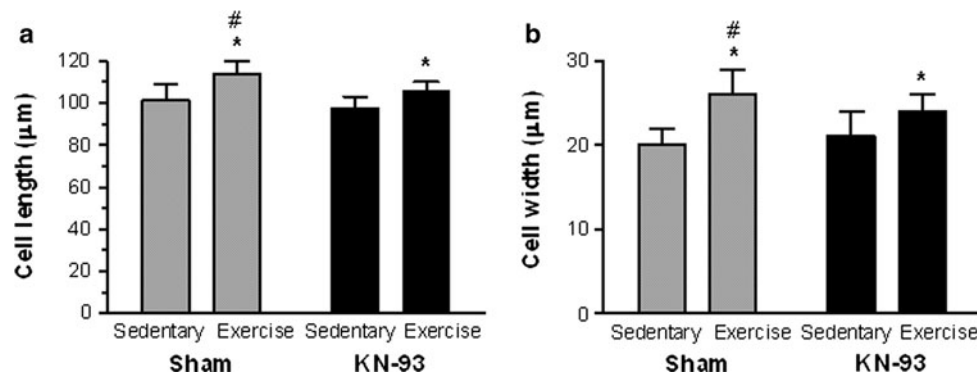 a
Cell length (µm)
120
100
80
60
40
20
0
#
*
*
Sedentary Exercise Sedentary Exercise
Sham KN-93
b
Cell width (µm)
30
20
10
0
#
*
*
Sedentary Exercise Sedentary Exercise
Sham KN-93